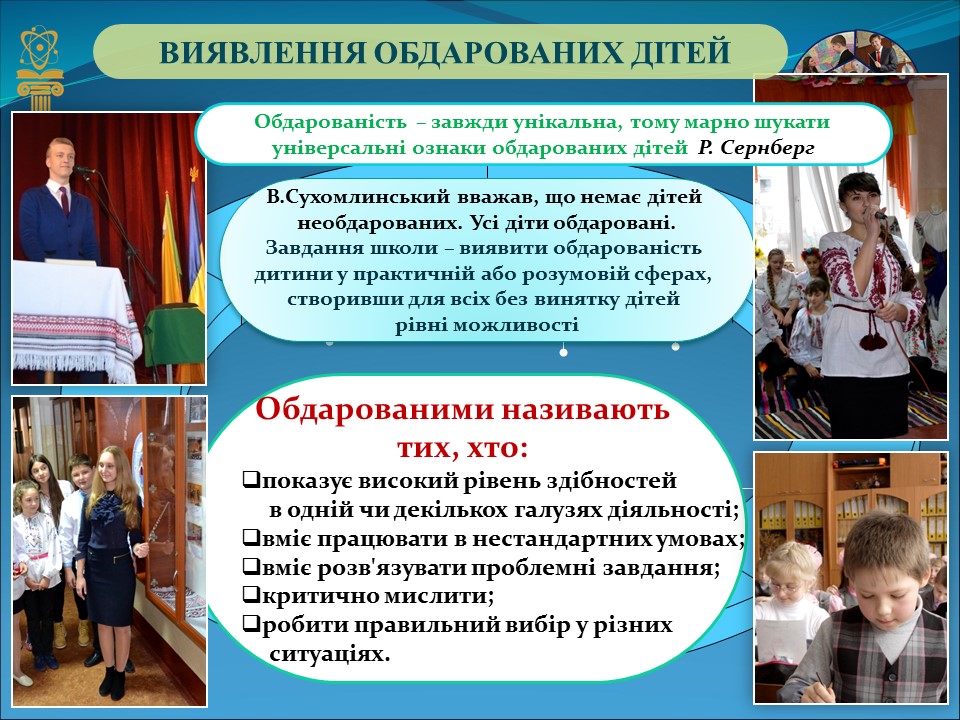 ВИЯВЛЕННЯ ОБДАРОВАНИХ ДІТЕЙ
Обдарованість – завжди унікальна, тому марно шукати
універсальні ознаки обдарованих дітей Р. Сернберг
В.Сухомлинський вважав, що немає дітей
необдарованих. Усі діти обдаровані.
Завдання школи – виявити обдарованість
дитини у практичній або розумовій сферах,
створивши для всіх без винятку дітей
рівні можливості
Обдарованими називають
тих, хто:
❑показує високий рівень здібностей
в одній чи декількох галузях діяльності;
❑вміє працювати в нестандартних умовах;
❑вміє розв'язувати проблемні завдання;
❑критично мислити;
❑робити правильний вибір у різних
ситуаціях.